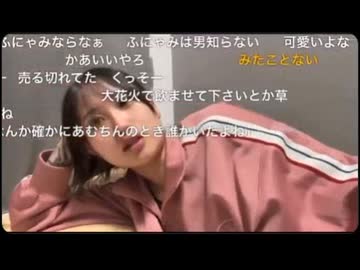 ふにゃみならなぁ ふにゃみは男知らない 可愛いよな
かあいいやろ みたことない
売る切れてた くっそー
大花火で飲ませて下さいとか草
ね
なんか確かにあむちんのとき誰かいたよね